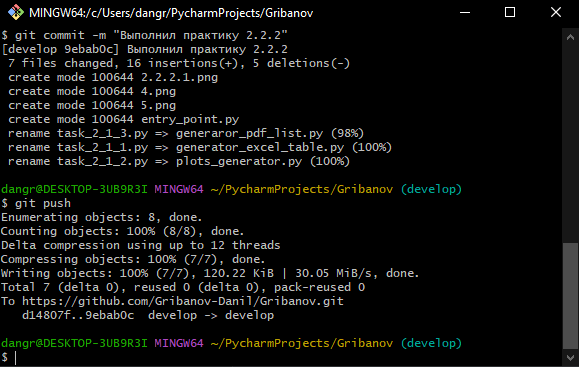 MINGW64:/c/Users/dangr/PycharmProjects/Gribanov
$ git commit -m "Выполнил практику 2.2.2"
[develop 9ebab0c] Выполнил практику 2.2.2
 7 files changed, 16 insertions(+), 5 deletions(-)
 create mode 100644 2.2.2.1.png
 create mode 100644 4.png
 create mode 100644 5.png
 create mode 100644 entry_point.py
 rename task_2_1_3.py => generaror_pdf_list.py (98%)
 rename task_2_1_1.py => generator_excel_table.py (100%)
 rename task_2_1_2.py => plots_generator.py (100%)
dangr@DESKTOP-3UB9R3I MINGW64 ~/PycharmProjects/Gribanov (develop)
$ git push
Enumerating objects: 8, done.
Counting objects: 100% (8/8), done.
Delta compression using up to 12 threads
Compressing objects: 100% (7/7), done.
Writing objects: 100% (7/7), 120.22 KiB | 30.05 MiB/s, done.
Total 7 (delta 0), reused 0 (delta 0), pack-reused 0
To https://github.com/Gribanov-Danil/Gribanov.git
   d14807f..9ebab0c  develop -> develop
dangr@DESKTOP-3UB9R3I MINGW64 ~/PycharmProjects/Gribanov (develop)
$